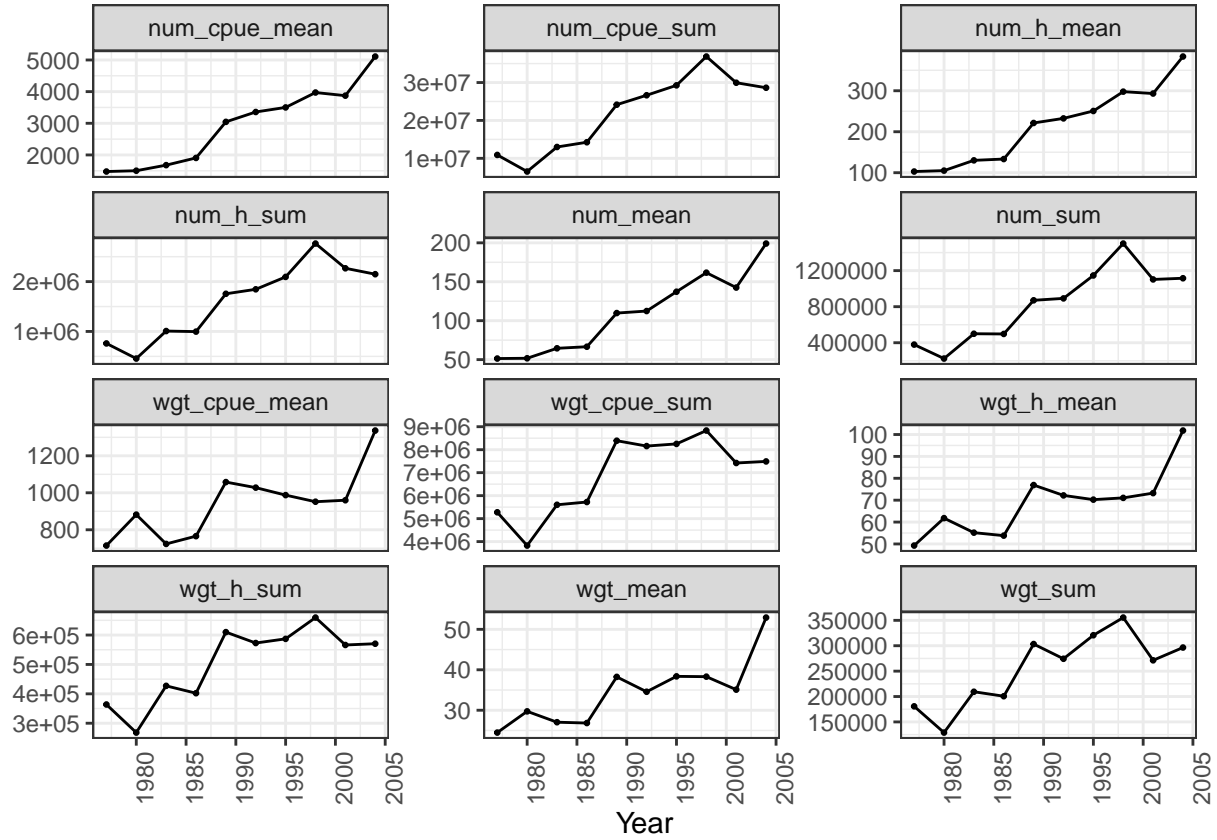 num_cpue_mean num_cpue_sum num_h_mean
5000
4000
3000
2000
3e+07
2e+07
1e+07
300
200
100
num_h_sum num_mean num_sum
2e+06
1e+06
200
150
100
50
1200000
800000
400000
wgt_cpue_mean wgt_cpue_sum wgt_h_mean
1200
1000
800
9e+06
8e+06
7e+06
6e+06
5e+06
4e+06
100
90
80
70
60
50
wgt_h_sum wgt_mean wgt_sum
6e+05
5e+05
4e+05
3e+05
50
40
30
350000
300000
250000
200000
150000
1980 1985 1990 1995 2000 2005 1980 1985 1990 1995 2000 2005 1980 1985 1990 1995 2000 2005
Year